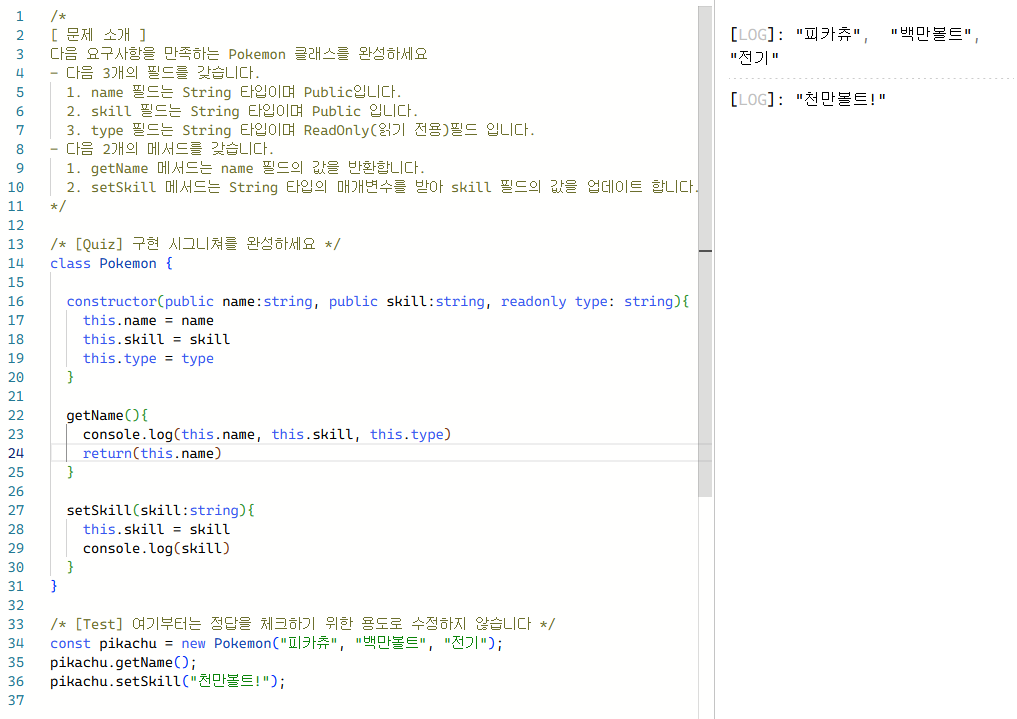 1 /*
2 [ 문제 소개 ]
3 다음 요구사항을 만족하는 Pokemon 클래스를 완성하세요
4 - 다음 3개의 필드를 갖습니다.
5 1. name 필드는 String 타입이며 Public입니다.
6 2. skill 필드는 String 타입이며 Public 입니다.
7 3. type 필드는 String 타입이며 ReadOnly(읽기 전용)필드 입니다.
8 - 다음 2개의 메서드를 갖습니다.
9 1. getName 메서드는 name 필드의 값을 반환합니다.
10 2. setSkill 메서드는 String 타입의 매개변수를 받아 skill 필드의 값을 업데이트 합니다.
11 */
12
13 /* [Quiz] 구현 시그니쳐를 완성하세요 */
14 class Pokemon {
15
16 constructor(public name:string, public skill:string, readonly type: string){
17 this.name = name
18 this.skill = skill
19 this.type = type
20 }
21
22 getName(){
23 console.log(this.name, this.skill, this.type)
24 return(this.name)
25 }
26
27 setSkill(skill:string){
28 this.skill = skill
29 console.log(skill)
30 }
31 }
32
33 /* [Test] 여기부터는 정답을 체크하기 위한 용도로 수정하지 않습니다 */
34 const pikachu = new Pokemon("피카츄", "백만볼트", "전기");
35 pikachu.getName();
36 pikachu.setSkill("천만볼트!");
37
[LOG]: "피카츄", "백만볼트",
"전기"
[LOG]: "천만볼트!"